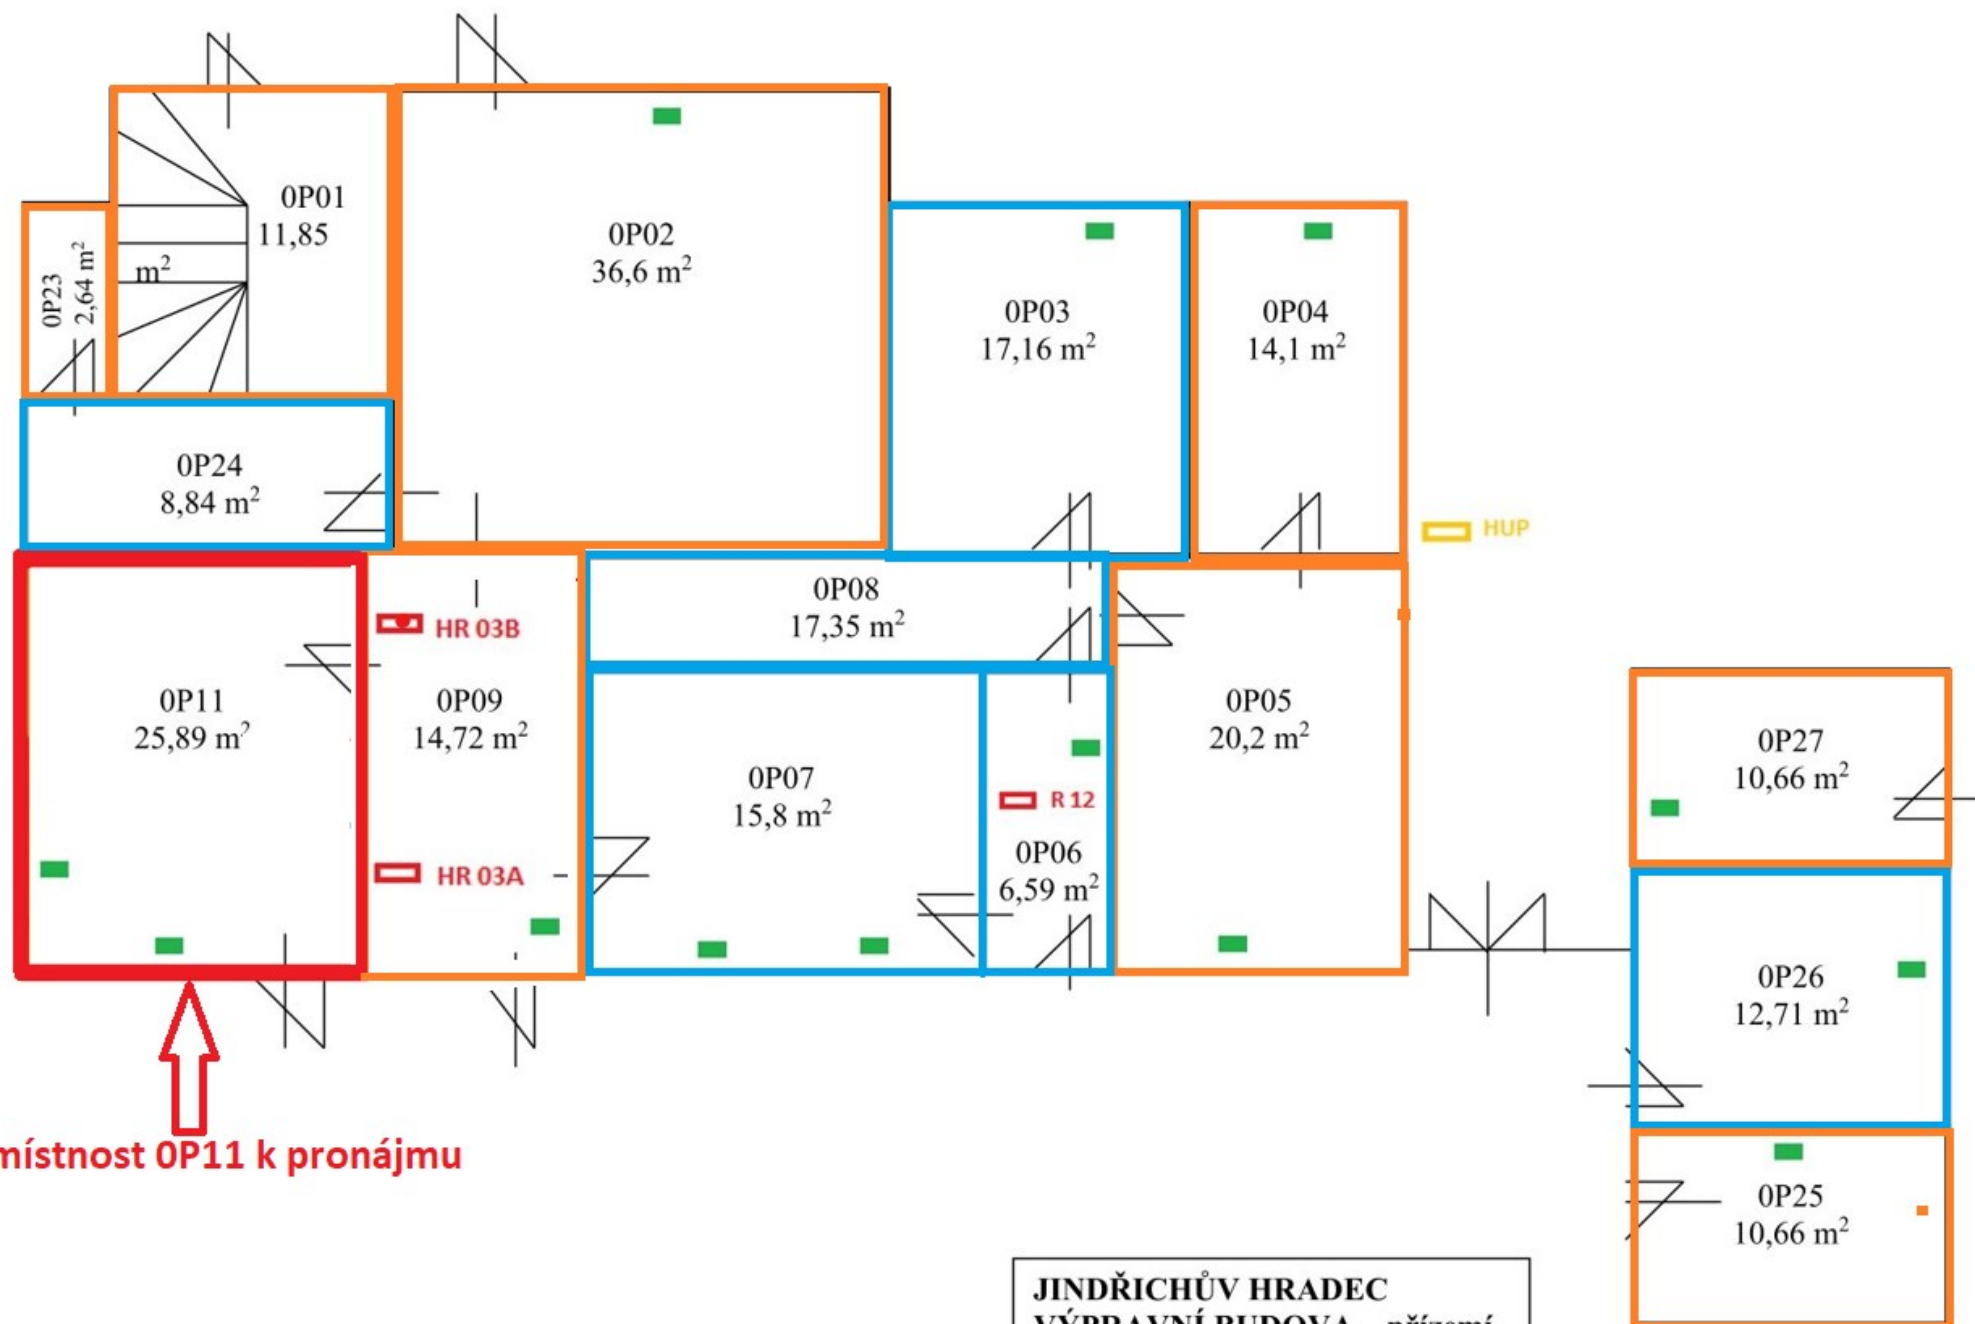 0P01
11,85
m²
0P02
36,6 m²
0P23
2,64 m²
0P03
17,16 m²
0P04
14,1 m²
0P24
8,84 m²
HUP
0P08
17,35 m²
HR 03B
0P11
25,89 m²
0P09
14,72 m²
0P05
20,2 m²
0P07
15,8 m²
R 12
0P06
6,59 m²
HR 03A
0P27
10,66 m²
0P26
12,71 m²
místnost 0P11 k pronájmu
0P25
10,66 m²
JINDŘICHŮV HRADEC
VÝPRAVNÍ BUDOVA – přízemí